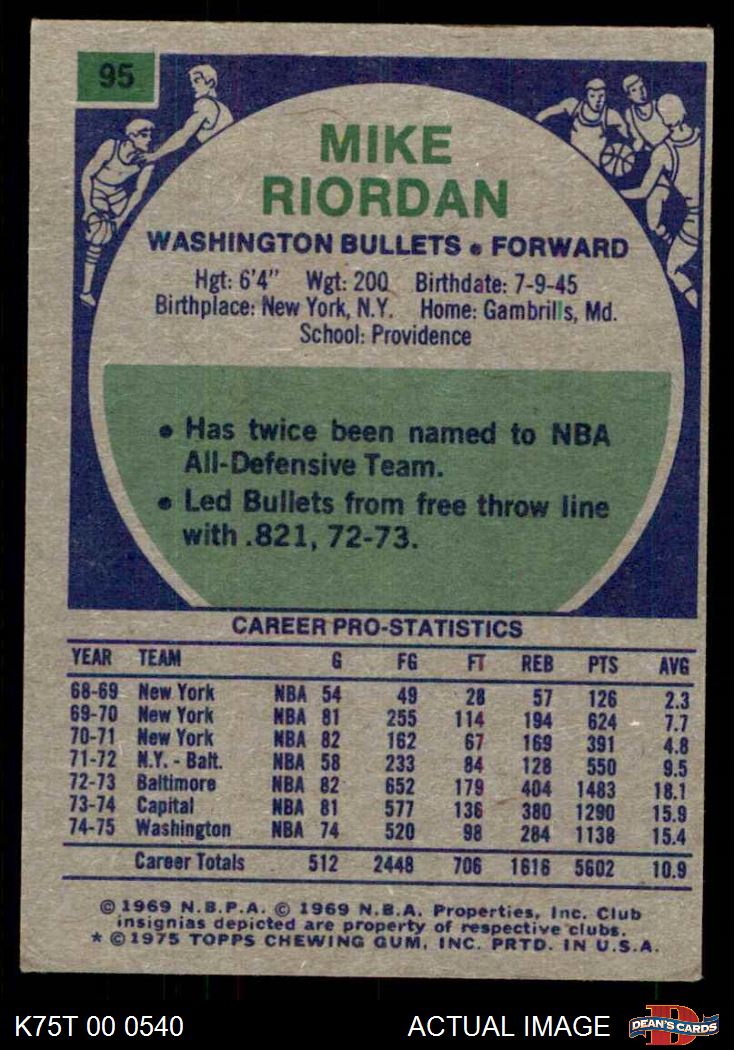 95
MIKE
RIORDAN
WASHINGTON BULLETS • FORWARD
Hgt: 6'4" Wgt: 200 Birthdate: 7-9-45
Birthplace: New York, N.Y. Home: Gambrills, Md.
School: Providence
• Has twice been named to NBA
All-Defensive Team.
• Led Bullets from free throw line
with .821, 72-73.
CAREER PRO-STATISTICS
YEAR TEAM G FG FT REB PTS AVG
68-69 New York NBA 54 49 28 57 126 2.3
69-70 New York NBA 81 255 114 194 624 7.7
70-71 New York NBA 82 162 67 169 391 4.8
71-72 N.Y. - Balt. NBA 58 233 84 128 550 9.5
72-73 Baltimore NBA 82 652 179 404 1483 18.1
73-74 Capital NBA 81 577 136 380 1290 15.9
74-75 Washington NBA 74 520 98 284 1138 15.4
Career Totals 512 2448 706 1616 5602 10.9
© 1969 N.B.P.A. © 1969 N.B.A. Properties, Inc. Club
insignias depicted are property of respective clubs.
* © 1975 TOPPS CHEWING GUM, INC. PRTD. IN U.S.A.
K75T 00 0540 ACTUAL IMAGE DEAN'S CARDS